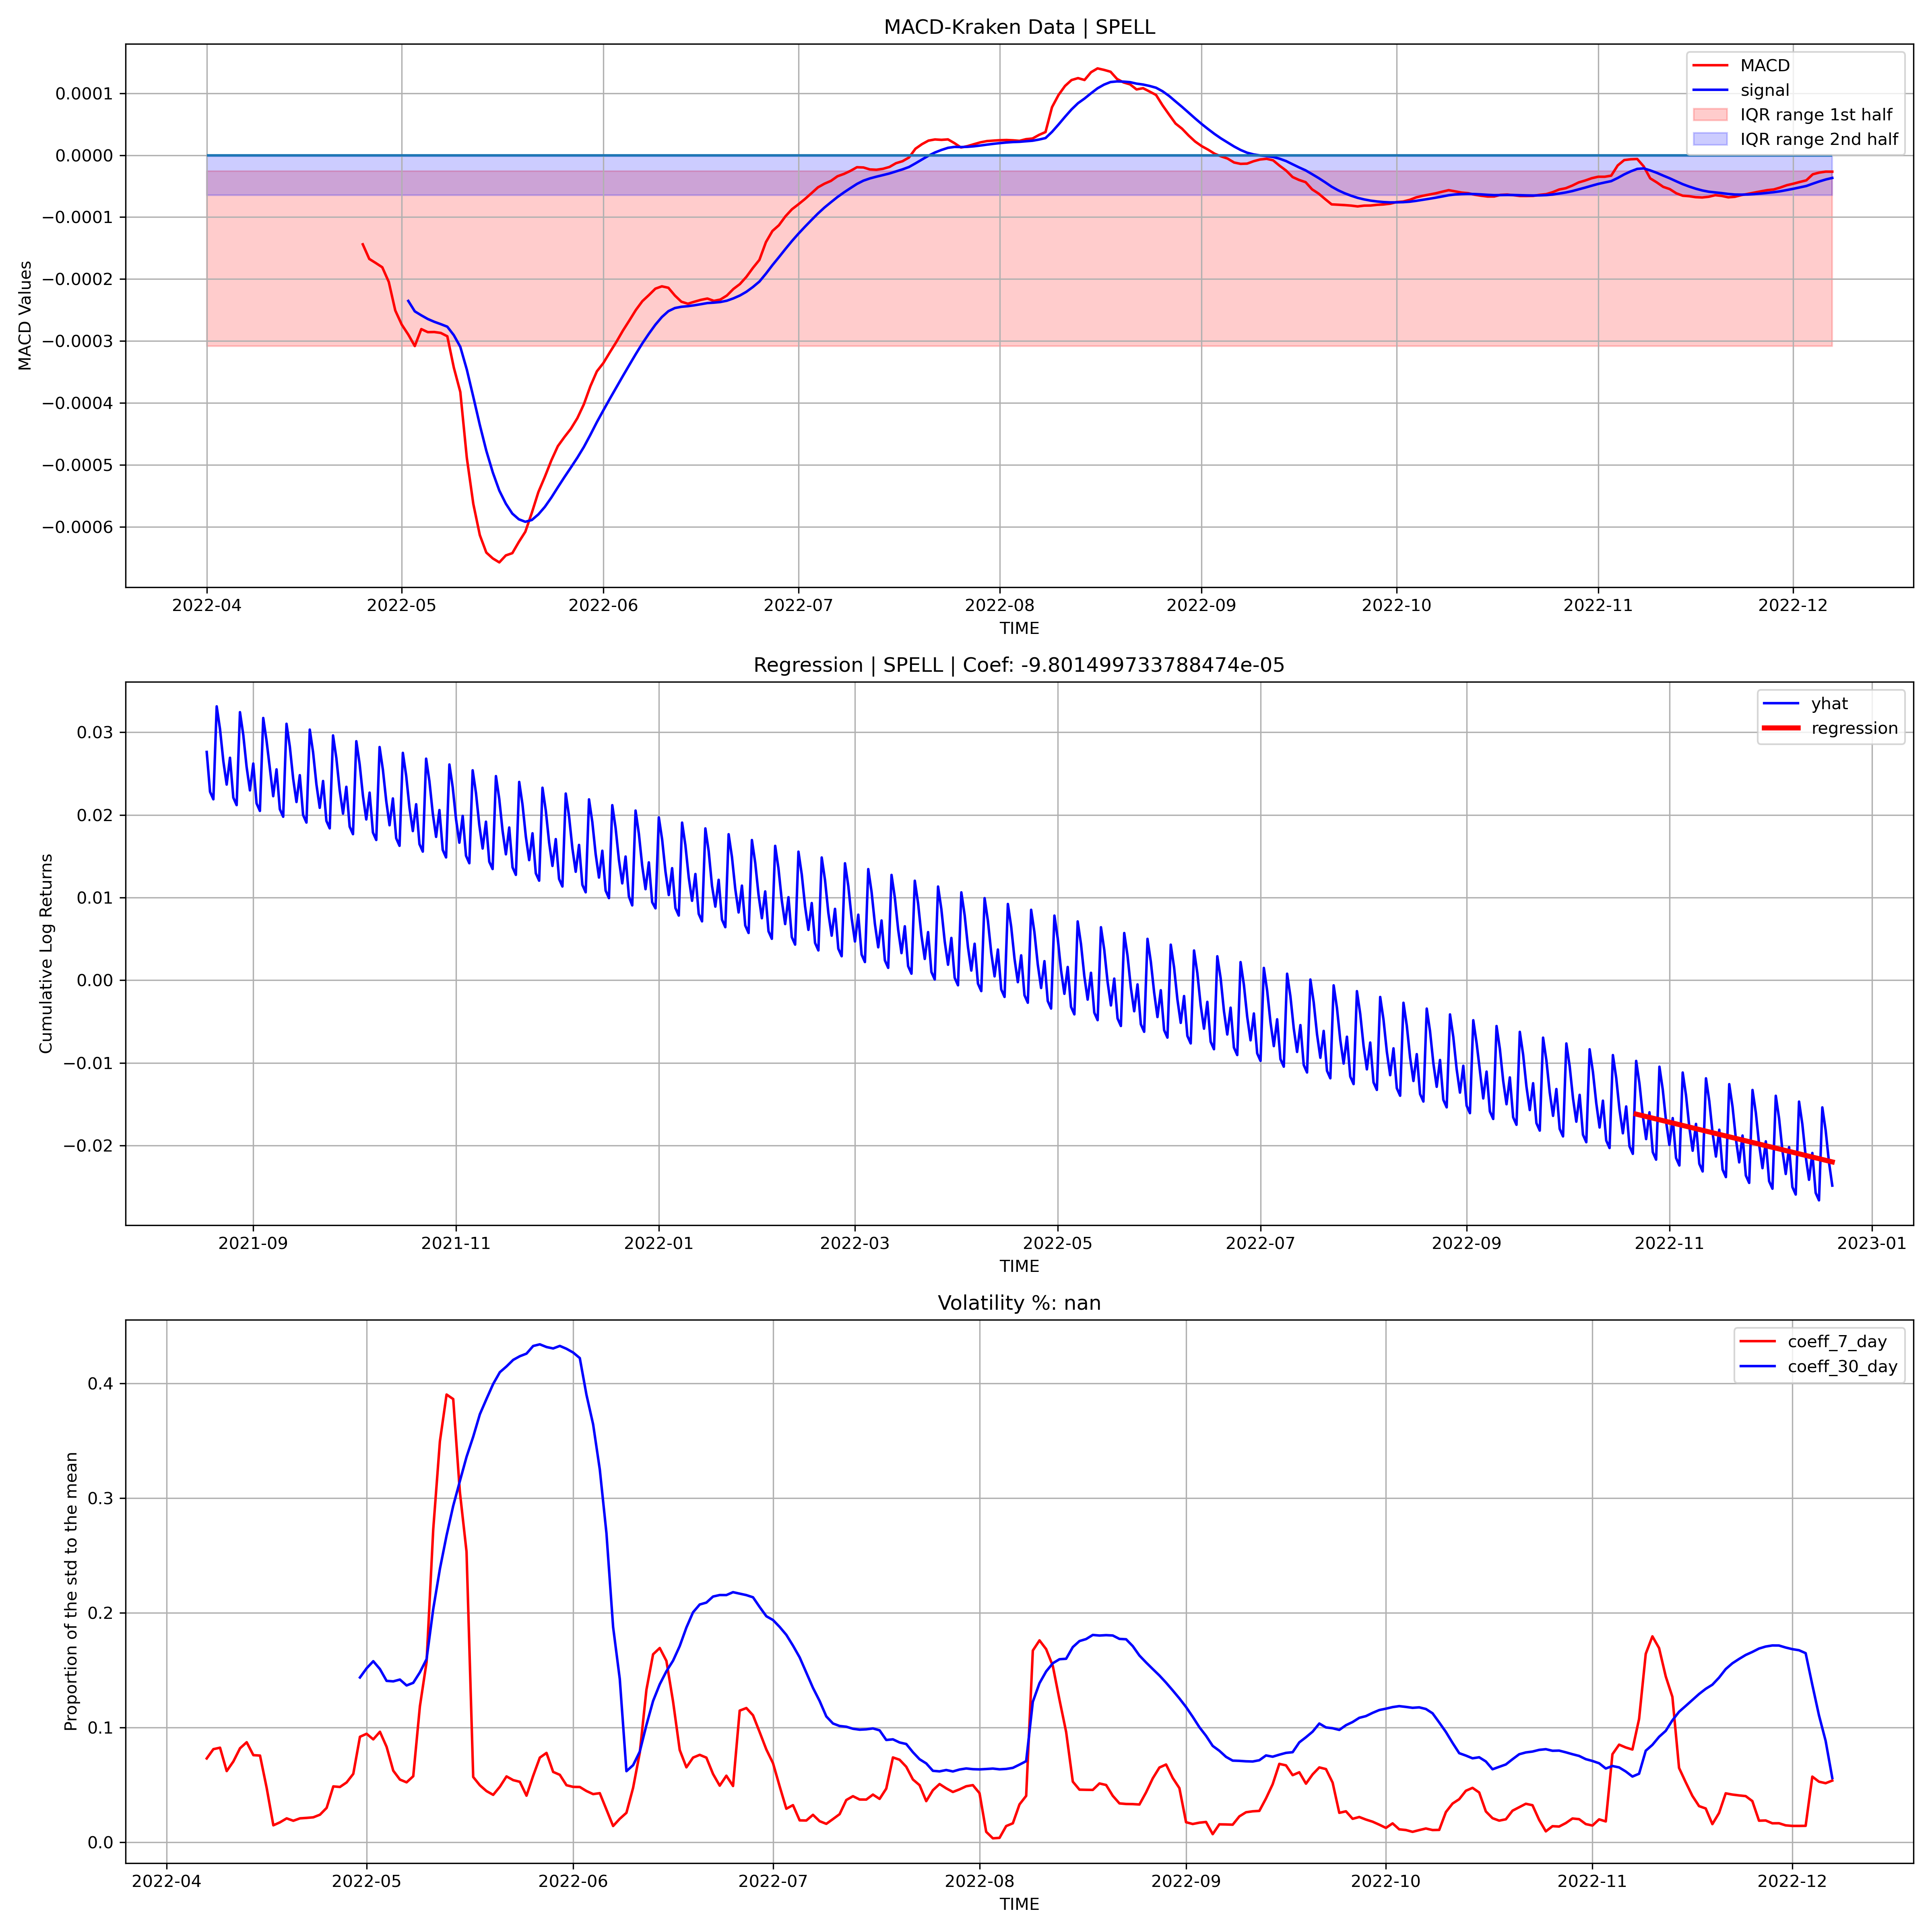 MACD-Kraken Data | SPELL
MACD
signal
IQR range 1st half
IQR range 2nd half
0.0001
0.0000
−0.0001
−0.0002
−0.0003
−0.0004
−0.0005
−0.0006
MACD Values
2022-04 2022-05 2022-06 2022-07 2022-08 2022-09 2022-10 2022-11 2022-12
TIME
Regression | SPELL | Coef: -9.801499733788474e-05
yhat
regression
0.03
0.02
0.01
0.00
−0.01
−0.02
Cumulative Log Returns
2021-09 2021-11 2022-01 2022-03 2022-05 2022-07 2022-09 2022-11 2023-01
TIME
Volatility %: nan
coeff_7_day
coeff_30_day
0.4
0.3
0.2
0.1
0.0
Proportion of the std to the mean
2022-04 2022-05 2022-06 2022-07 2022-08 2022-09 2022-10 2022-11 2022-12
TIME